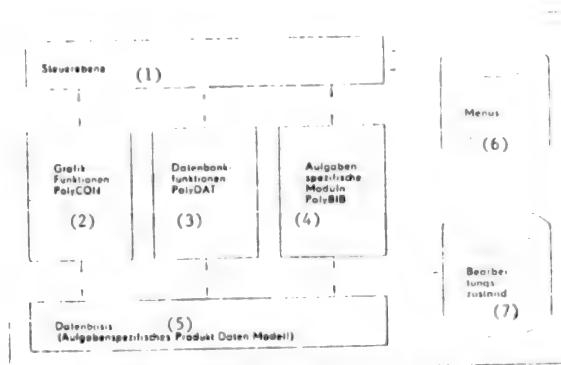 Steuerebene (1)
Grafik
Funktionen
PolyCON
(2)
Datenbank-
funktionen
PolyDAT
(3)
Aufgaben
spezifische
Moduln
PolyBIB
(4)
Menus
(6)
Bearbei
tungs
zustand
(7)
(5)
Datenbasis
(Aufgabenspezifisches Produkt Daten Modell)